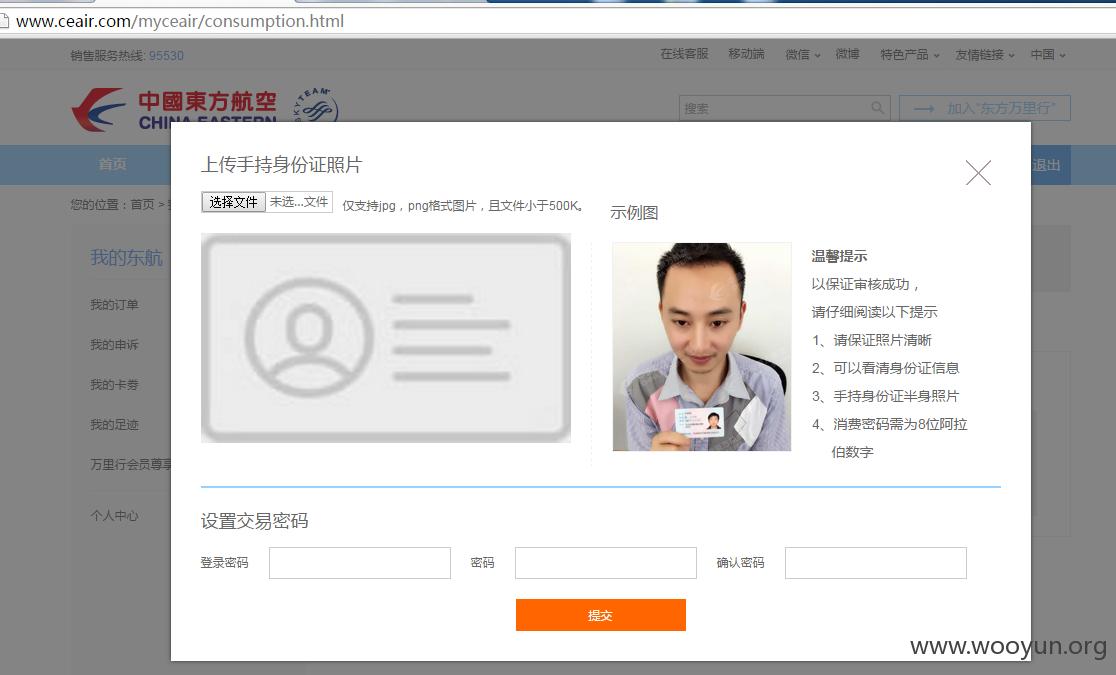 www.ceair.com/myceair/consumption.html
销售服务热线: 95530
在线客服 移动端 微信 微博 特色产品 友情链接 中国
中國東方航空
CHINA EASTERN
SKYTEAM
搜索
加入“东方万里行”
首页
退出
您的位置：首页 >
上传手持身份证照片
选择文件 未选...文件
仅支持jpg，png格式图片，且文件小于500K。
示例图
我的东航
我的订单
我的申诉
我的卡券
我的足迹
万里行会员尊享
个人中心
温馨提示
以保证审核成功，
请仔细阅读以下提示
1、请保证照片清晰
2、可以看清身份证信息
3、手持身份证半身照片
4、消费密码需为8位阿拉
伯数字
设置交易密码
登录密码
密码
确认密码
提交
www.wooyun.org